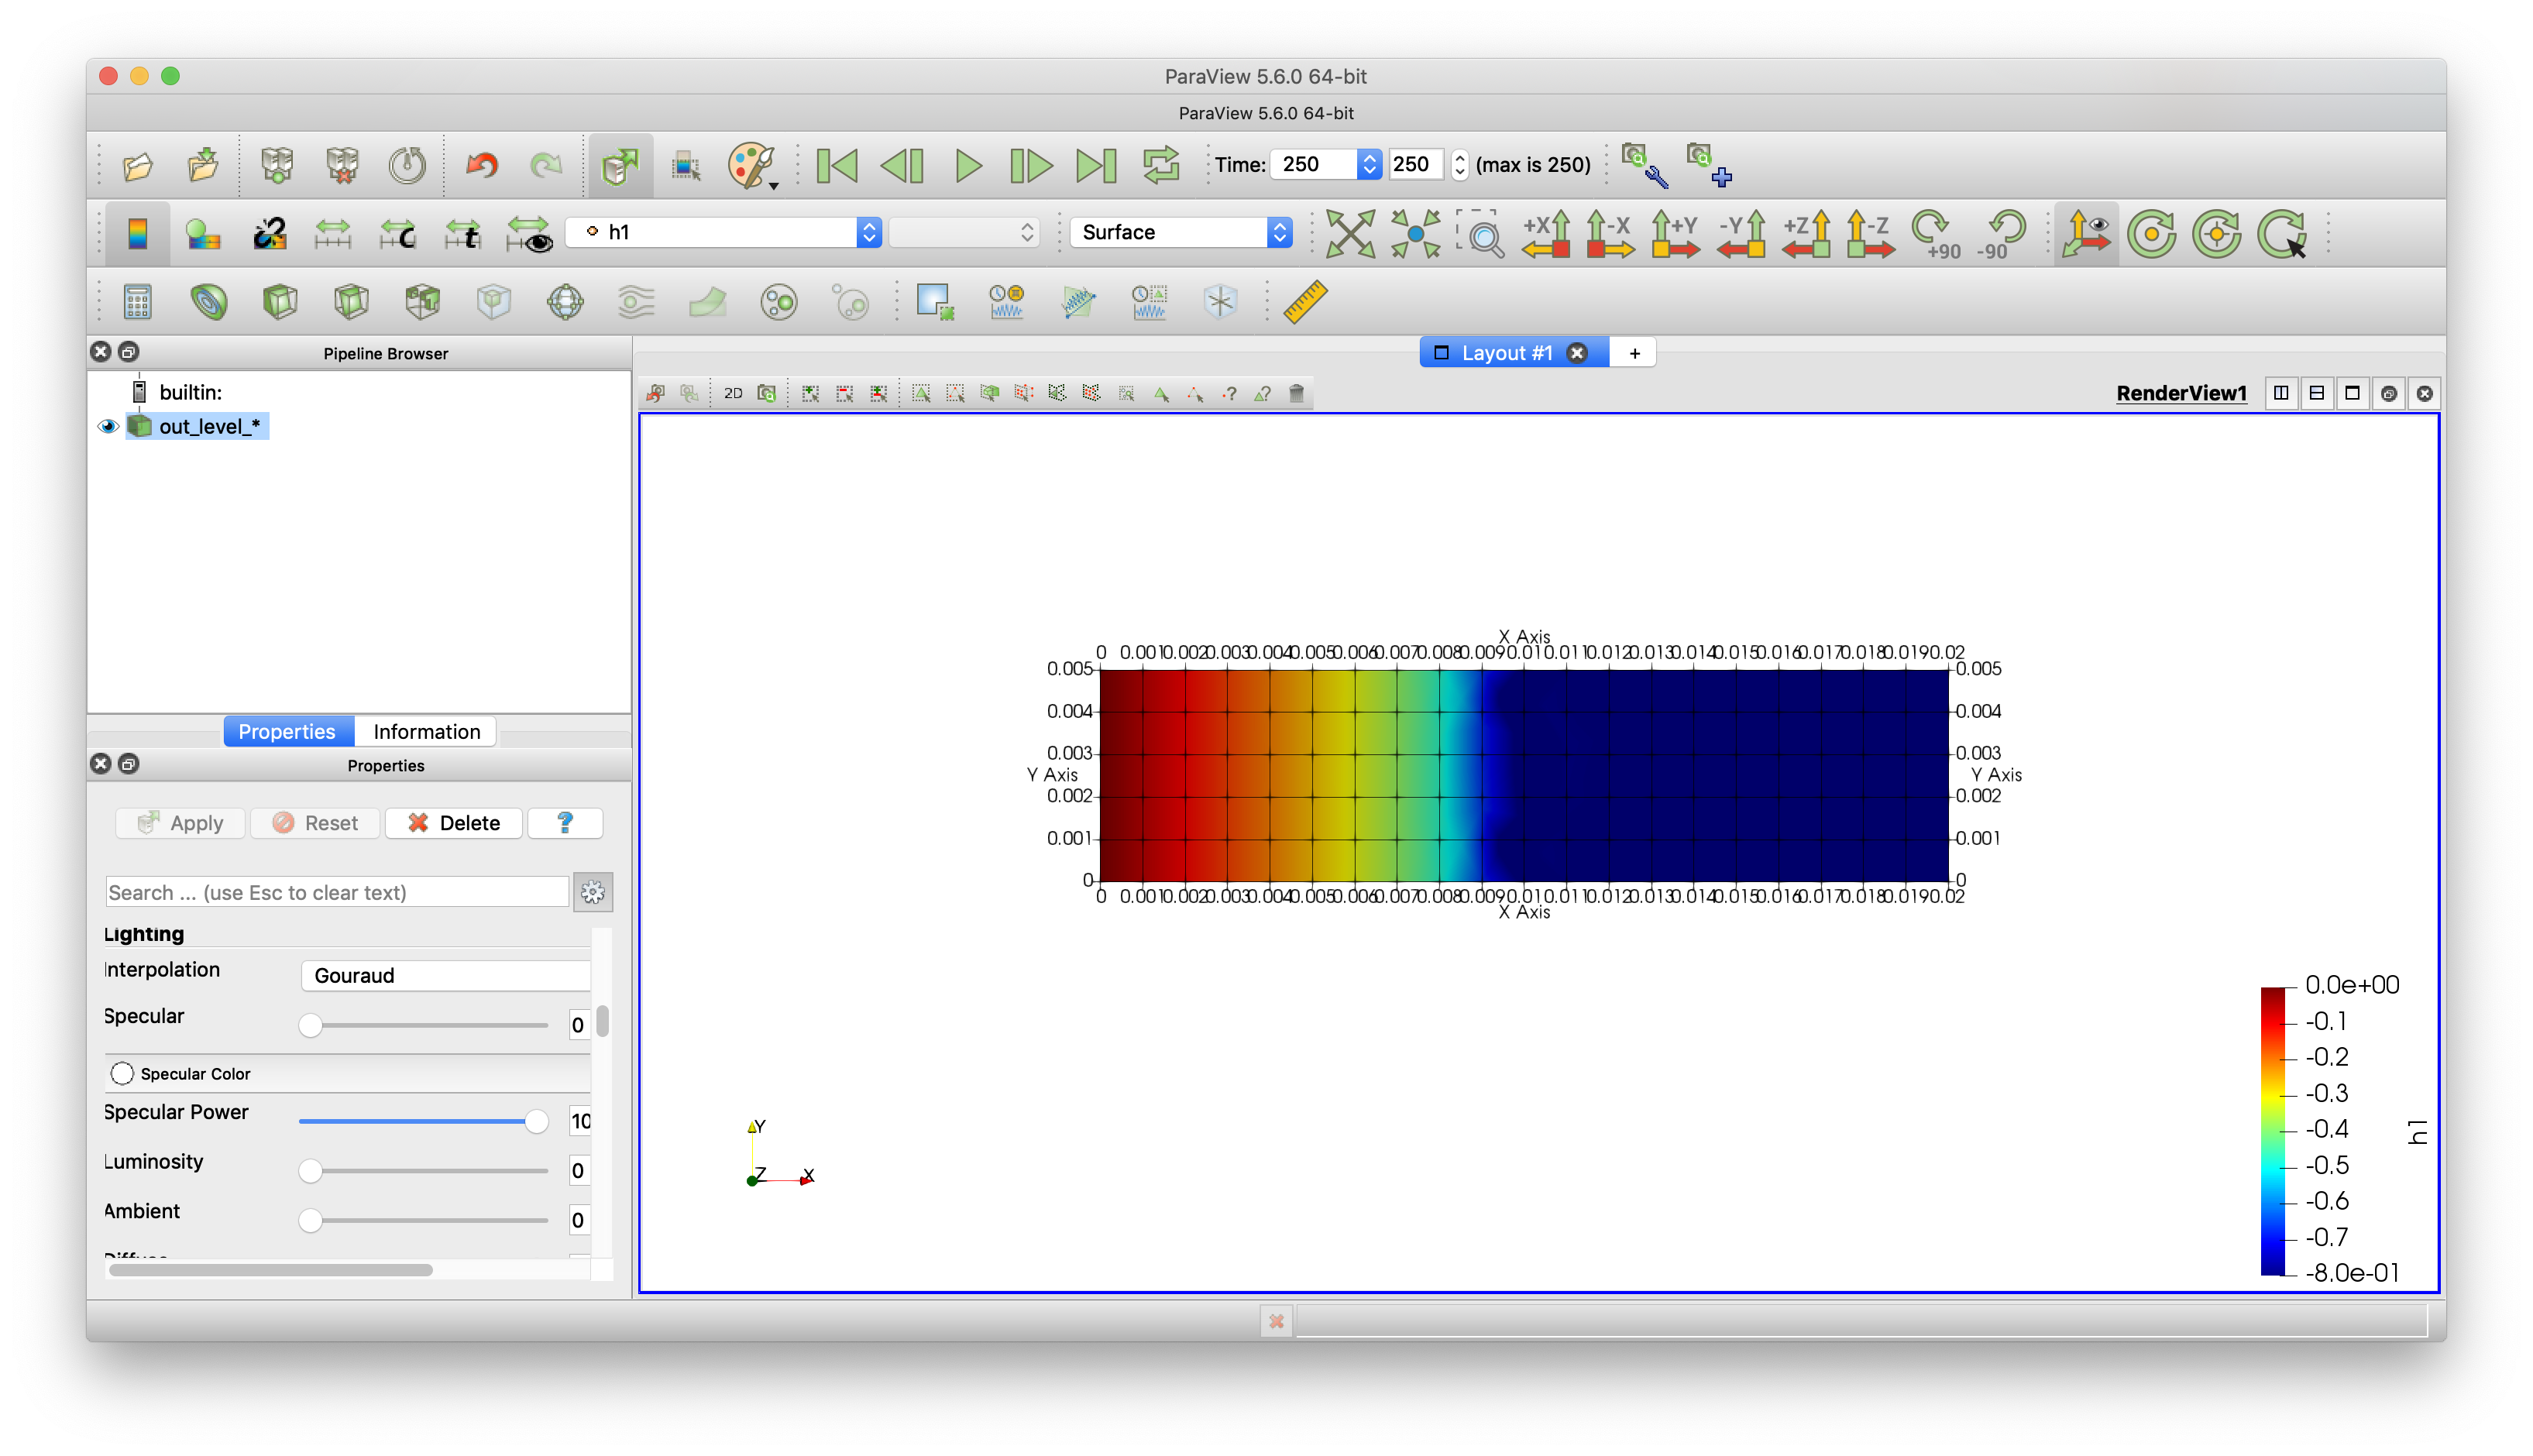 ParaView 5.6.0 64-bit
ParaView 5.6.0 64-bit
Time: 250 250 (max is 250)
h1 Surface +X -X +Y -Y +Z -Z +90 -90
Layout #1 +
Pipeline Browser
builtin:
out_level_*
2D
RenderView1
Properties Information
Properties
Apply Reset Delete ?
Search ... (use Esc to clear text)
Lighting
Interpolation Gouraud
Specular 0
Specular Color
Specular Power 10
Luminosity 0
Ambient 0
X Axis
0 0.001 0.002 0.003 0.004 0.005 0.006 0.007 0.008 0.009 0.01 0.011 0.012 0.013 0.014 0.015 0.016 0.017 0.018 0.019 0.02
0.005 0.005
0.004 0.004
0.003 0.003
Y Axis Y Axis
0.002 0.002
0.001 0.001
0 0
0 0.001 0.002 0.003 0.004 0.005 0.006 0.007 0.008 0.009 0.01 0.011 0.012 0.013 0.014 0.015 0.016 0.017 0.018 0.019 0.02
X Axis
Y
Z X
0.0e+00
-0.1
-0.2
-0.3
-0.4
-0.5
-0.6
-0.7
-8.0e-01
h1